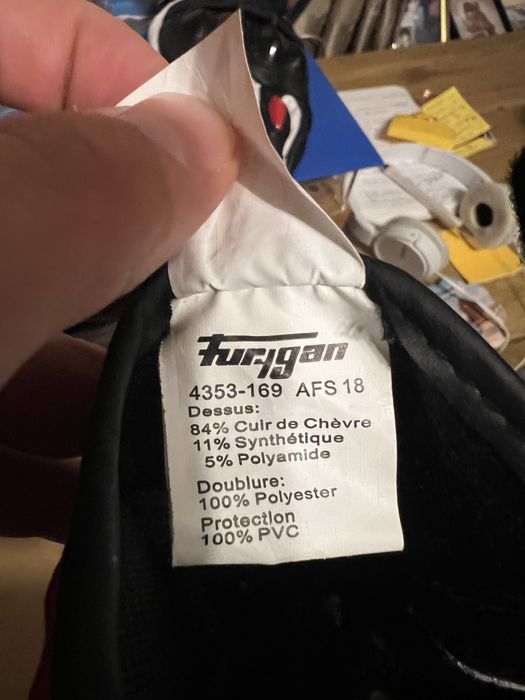 Furygan
4353-169 AFS 18
Dessus:
84% Cuir de Chèvre
11% Synthétique
5% Polyamide
Doublure:
100% Polyester
Protection
100% PVC